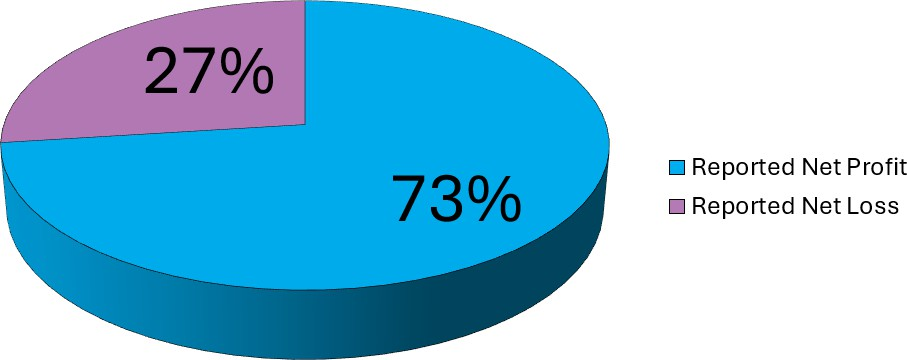 27%
73%
Reported Net Profit
Reported Net Loss